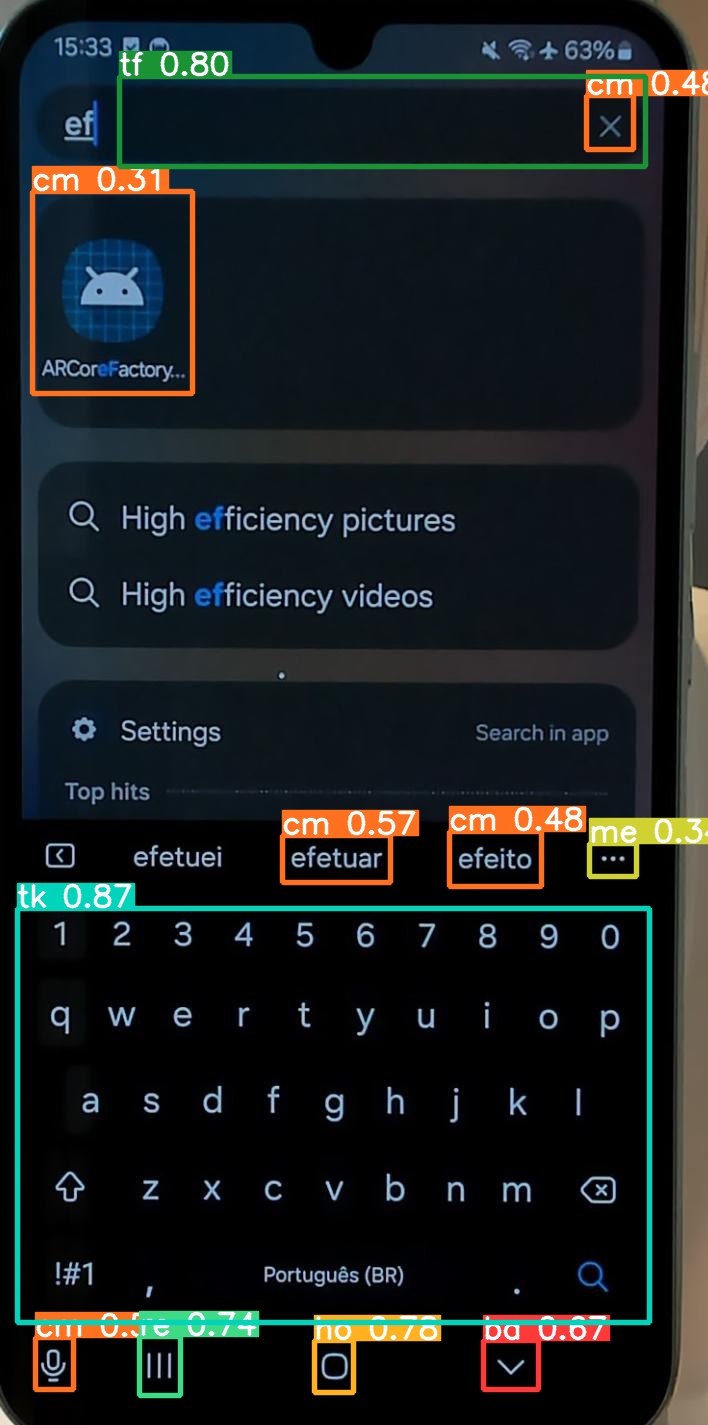 15:33
63%
tf 0.80
cm 0.48
ef
cm 0.31
ARCoreFactory...
High efficiency pictures
High efficiency videos
Settings
Search in app
Top hits
cm 0.57
cm 0.48
me 0.34
efetuei
efetuar
efeito
...
tk 0.87
1 2 3 4 5 6 7 8 9 0
q w e r t y u i o p
a s d f g h j k l
z x c v b n m
!#1 , Português (BR) .
cm
re 0.74
ho 0.78
ba 0.67